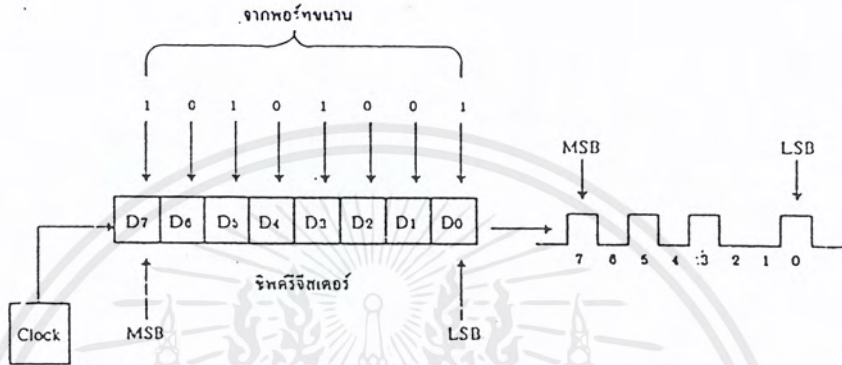 จากพอร์ทขนาน
1 0 1 0 1 0 0 1
MSB LSB
D7 D6 D5 D4 D3 D2 D1 D0
7 6 5 4 3 2 1 0
ชิพครีจีสเตอร์
Clock MSB LSB